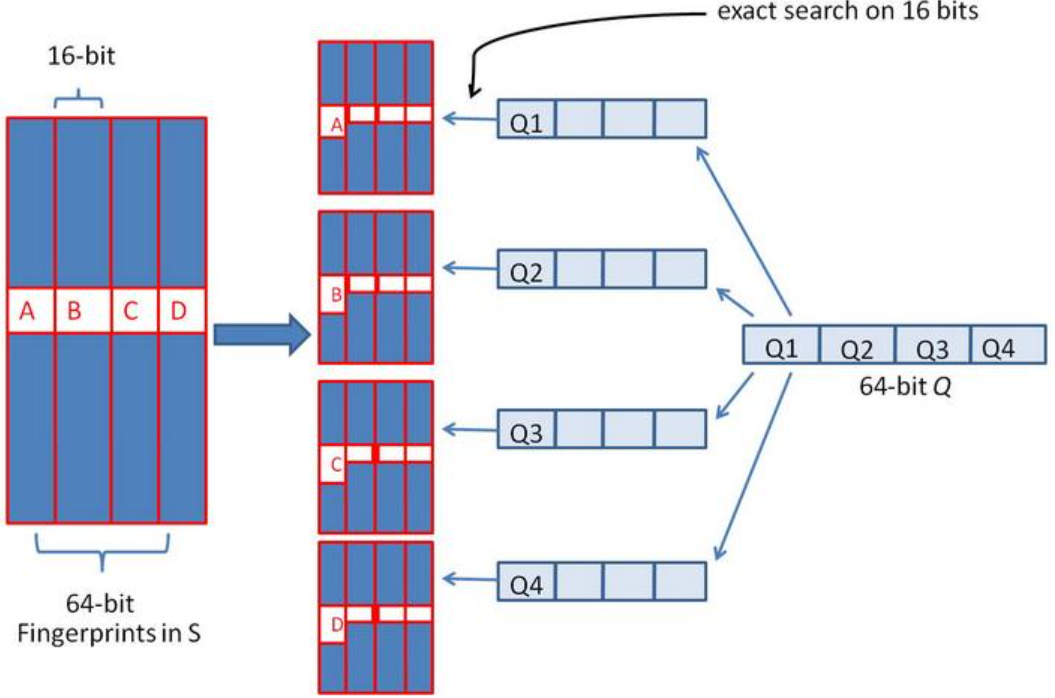 exact search on 16 bits
16-bit
A
Q1
B
Q2
A B C D
Q1 Q2 Q3 Q4
64-bit Q
C
Q3
D
Q4
64-bit
Fingerprints in S